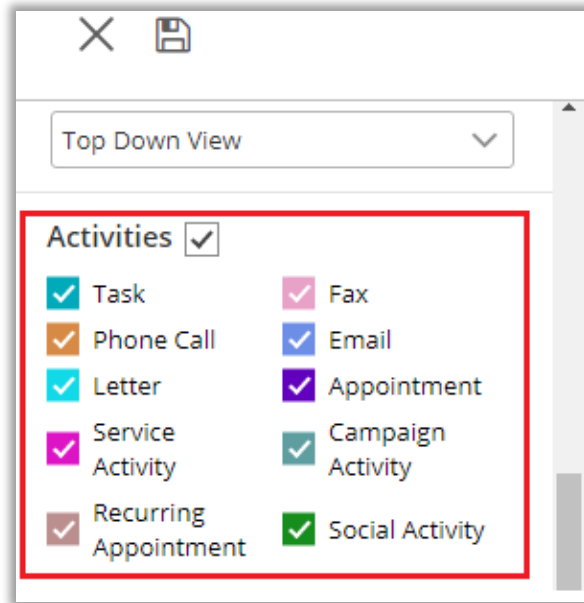 Top Down View
Activities
Task
Fax
Phone Call
Email
Letter
Appointment
Service
Activity
Campaign
Activity
Recurring
Appointment
Social Activity